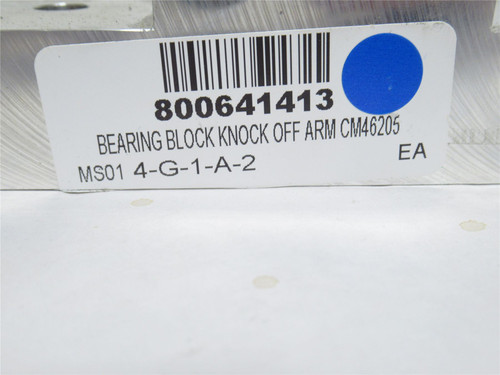 800641413
BEARING BLOCK KNOCK OFF ARM CM46205
MS01 4-G-1-A-2 EA